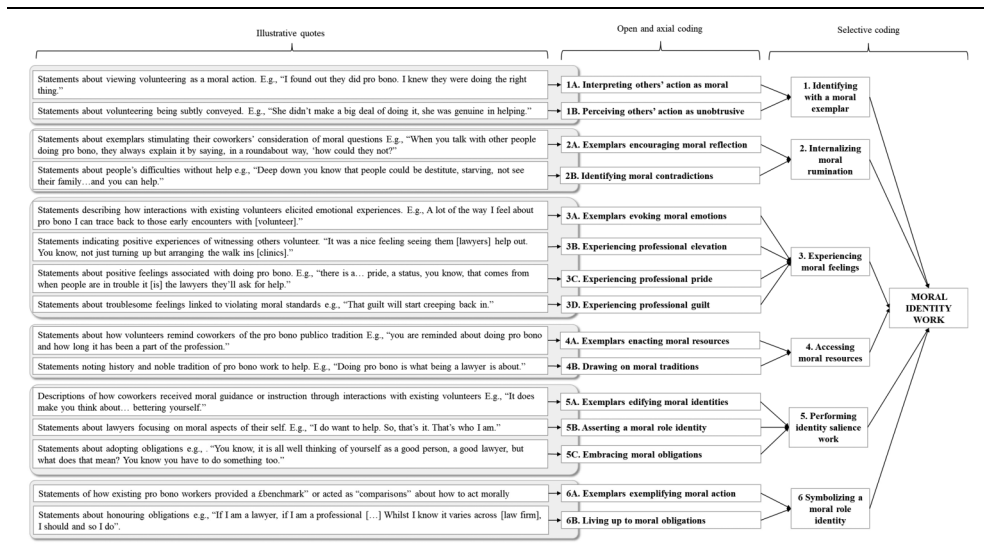 Illustrative quotes
Open and axial coding
Selective coding
Statements about viewing volunteering as a moral action. E.g., “I found out they did pro bono. I knew they were doing the right
thing.”
Statements about volunteering being subtly conveyed. E.g., “She didn’t make a big deal of doing it, she was genuine in helping.”
1A. Interpreting others’ action as moral
1B. Perceiving others’ action as unobtrusive
1. Identifying
with a moral
exemplar
Statements about exemplars stimulating their coworkers’ consideration of moral questions E.g., “When you talk with other people
doing pro bono, they always explain it by saying, in a roundabout way, ‘how could they not?”
Statements about people’s difficulties without help e.g., “Deep down you know that people could be destitute, starving, not see
their family…and you can help.”
2A. Exemplars encouraging moral reflection
2B. Identifying moral contradictions
2. Internalizing
moral
rumination
Statements describing how interactions with existing volunteers elicited emotional experiences. E.g., A lot of the way I feel about
pro bono I can trace back to those early encounters with [volunteer].”
Statements indicating positive experiences of witnessing others volunteer. “It was a nice feeling seeing them [lawyers] help out.
You know, not just turning up but arranging the walk ins [clinics].”
Statements about positive feelings associated with doing pro bono. E.g., “there is a… pride, a status, you know, that comes from
when people are in trouble it [is] the lawyers they’ll ask for help.”
Statements about troublesome feelings linked to violating moral standards e.g., “That guilt will start creeping back in.”
3A. Exemplars evoking moral emotions
3B. Experiencing professional elevation
3C. Experiencing professional pride
3D. Experiencing professional guilt
3. Experiencing
moral feelings
MORAL
IDENTITY
WORK
Statements about how volunteers remind coworkers of the pro bono publico tradition E.g., “you are reminded about doing pro bono
and how long it has been a part of the profession.”
Statements noting history and noble tradition of pro bono work to help. E.g., “Doing pro bono is what being a lawyer is about.”
4A. Exemplars enacting moral resources
4B. Drawing on moral traditions
4. Accessing
moral resources
Descriptions of how coworkers received moral guidance or instruction through interactions with existing volunteers E.g., “It does
make you think about… bettering yourself.”
Statements about lawyers focusing on moral aspects of their self. E.g., “I do want to help. So, that’s it. That’s who I am.”
Statements about adopting obligations e.g., . “You know, it is all well thinking of yourself as a good person, a good lawyer, but
what does that mean? You know you have to do something too.”
5A. Exemplars edifying moral identities
5B. Asserting a moral role identity
5C. Embracing moral obligations
5. Performing
identity salience
work
Statements of how existing pro bono workers provided a £benchmark” or acted as “comparisons” about how to act morally
Statements about honouring obligations e.g., “If I am a lawyer, if I am a professional […] Whilst I know it varies across [law firm],
I should and so I do”.
6A. Exemplars exemplifying moral action
6B. Living up to moral obligations
6 Symbolizing a
moral role
identity